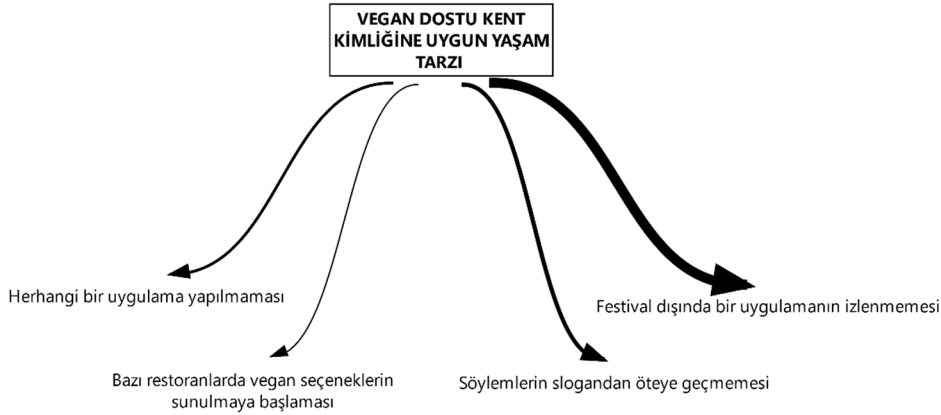 VEGAN DOSTU KENT
KİMLİĞİNE UYGUN YAŞAM
TARZI
Herhangi bir uygulama yapılmaması
Festival dışında bir uygulamanın izlenmemesi
Bazı restoranlarda vegan seçeneklerin
sunulmaya başlaması
Söylemlerin slogandan öteye geçmemesi